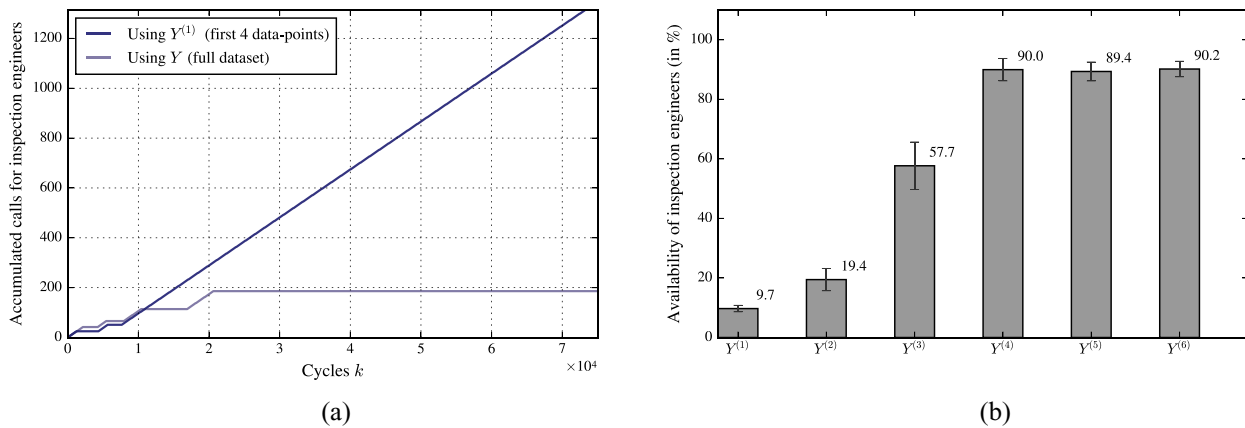 Accumulated calls for inspection engineers
1200
1000
800
600
400
200
0
Using Y⁽¹⁾ (first 4 data-points)
Using Y (full dataset)
0 1 2 3 4 5 6 7
×10⁴
Cycles k
(a)
Availability of inspection engineers (in %)
100
80
60
40
20
0
9.7
19.4
57.7
90.0
89.4
90.2
Y⁽¹⁾ Y⁽²⁾ Y⁽³⁾ Y⁽⁴⁾ Y⁽⁵⁾ Y⁽⁶⁾
(b)